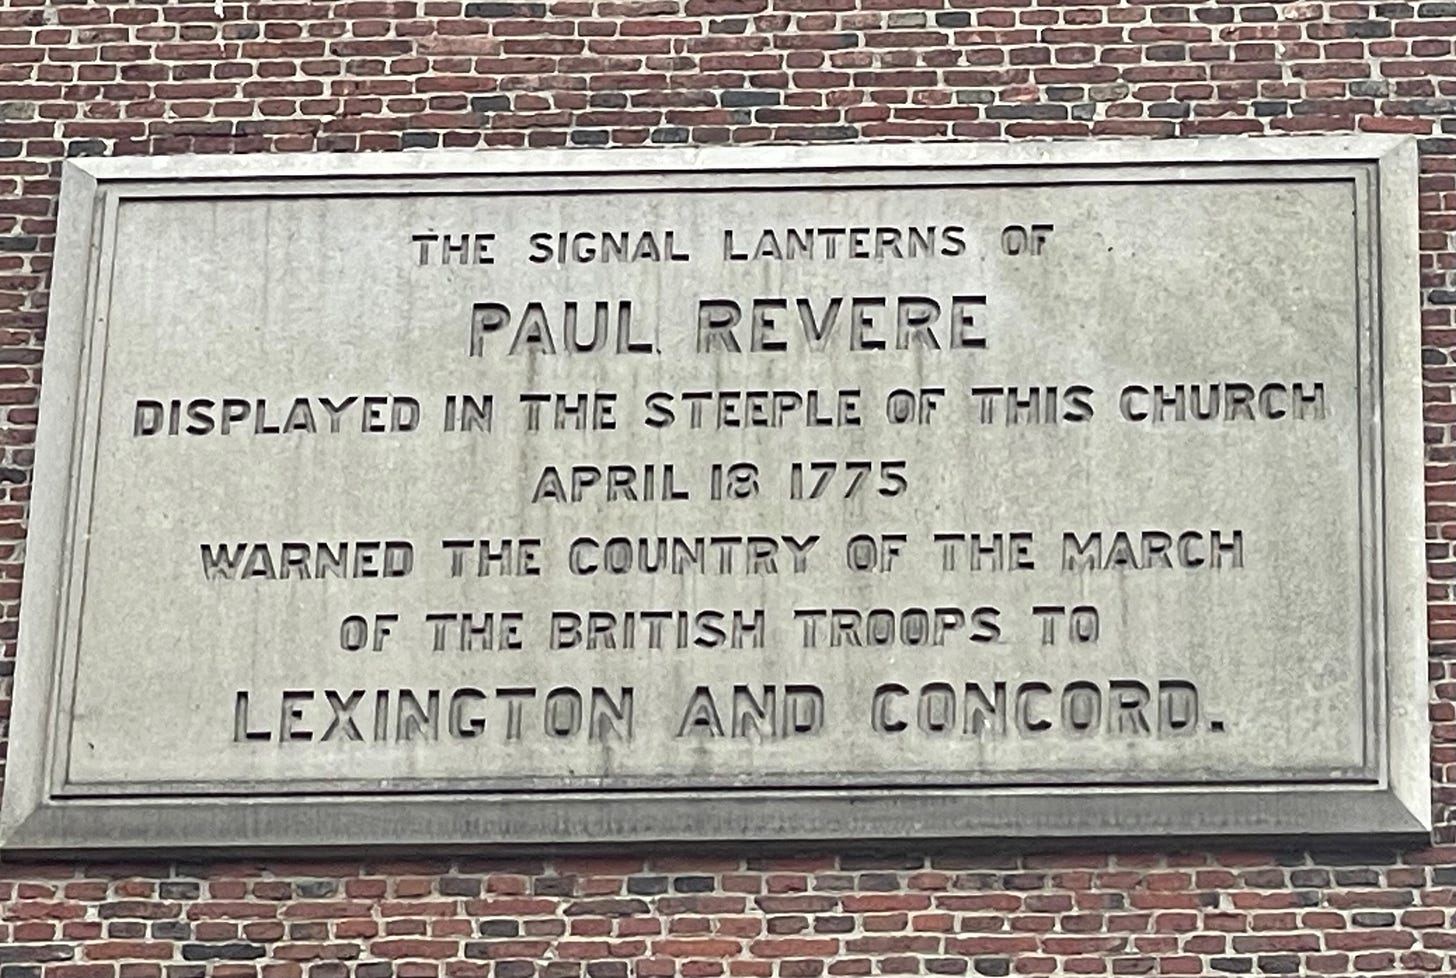 THE SIGNAL LANTERNS OF
PAUL REVERE
DISPLAYED IN THE STEEPLE OF THIS CHURCH
APRIL 18 1775
WARNED THE COUNTRY OF THE MARCH
OF THE BRITISH TROOPS TO
LEXINGTON AND CONCORD.